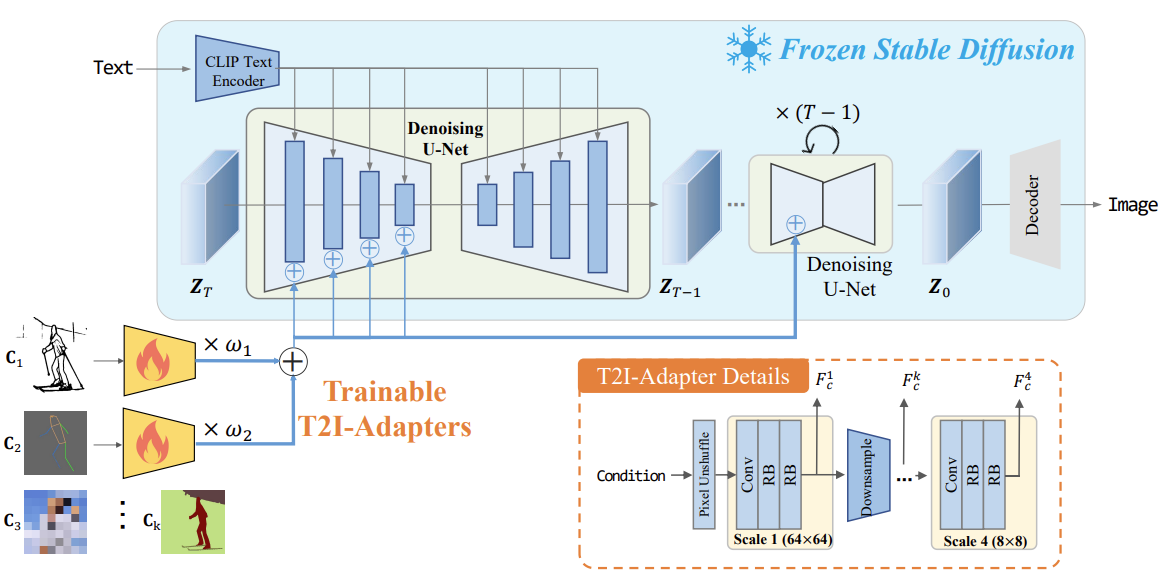 Frozen Stable Diffusion
Text
CLIP Text
Encoder
Denoising
U-Net
× (T − 1)
Z_T
Z_{T−1}
Denoising
U-Net
Z_0
Decoder
Image
C_1
× ω_1
C_2
× ω_2
C_3
⋮
C_k
Trainable
T2I-Adapters
T2I-Adapter Details
F_c^1
F_c^k
F_c^4
Condition
Pixel Unshuffle
Conv
RB
RB
Downsample
...
Conv
RB
RB
Scale 1 (64×64)
Scale 4 (8×8)